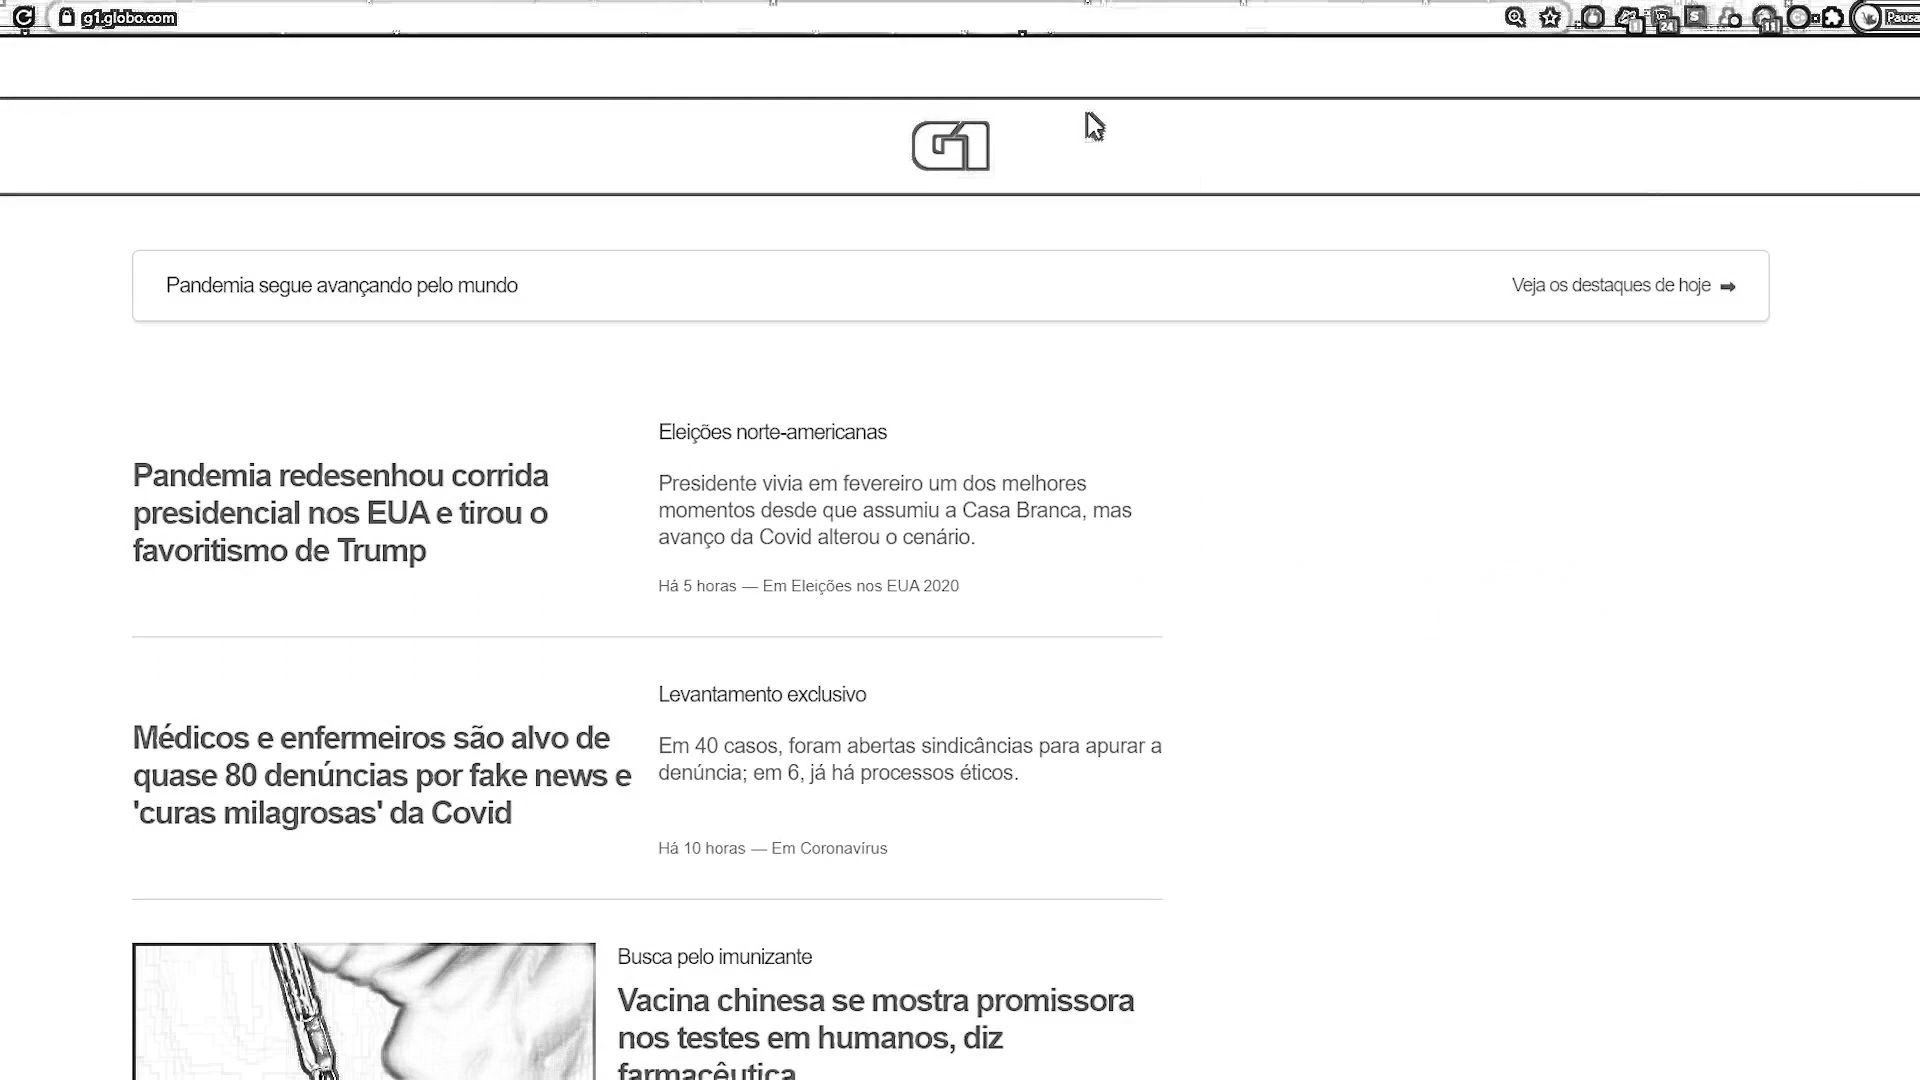 g1.globo.com
G1
Pandemia segue avançando pelo mundo
Veja os destaques de hoje ➡
Pandemia redesenhou corrida
presidencial nos EUA e tirou o
favoritismo de Trump
Eleições norte-americanas
Presidente vivia em fevereiro um dos melhores
momentos desde que assumiu a Casa Branca, mas
avanço da Covid alterou o cenário.
Há 5 horas — Em Eleições nos EUA 2020
Médicos e enfermeiros são alvo de
quase 80 denúncias por fake news e
'curas milagrosas' da Covid
Levantamento exclusivo
Em 40 casos, foram abertas sindicâncias para apurar a
denúncia; em 6, já há processos éticos.
Há 10 horas — Em Coronavírus
Busca pelo imunizante
Vacina chinesa se mostra promissora
nos testes em humanos, diz
farmacêutica